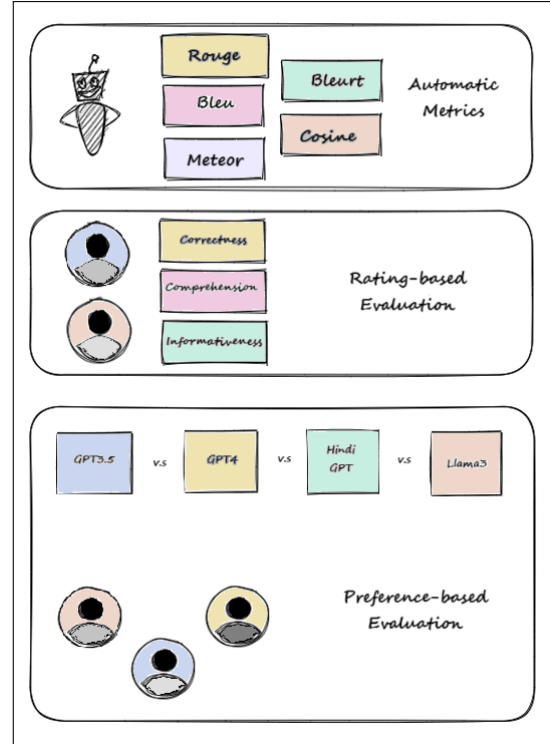 Rouge
Bleu
Meteor
Bleurt
Cosine
Automatic
Metrics
Correctness
Comprehension
Informativeness
Rating-based
Evaluation
GPT3.5
v.s
GPT4
v.s
Hindi
GPT
v.s
Llama3
Preference-based
Evaluation